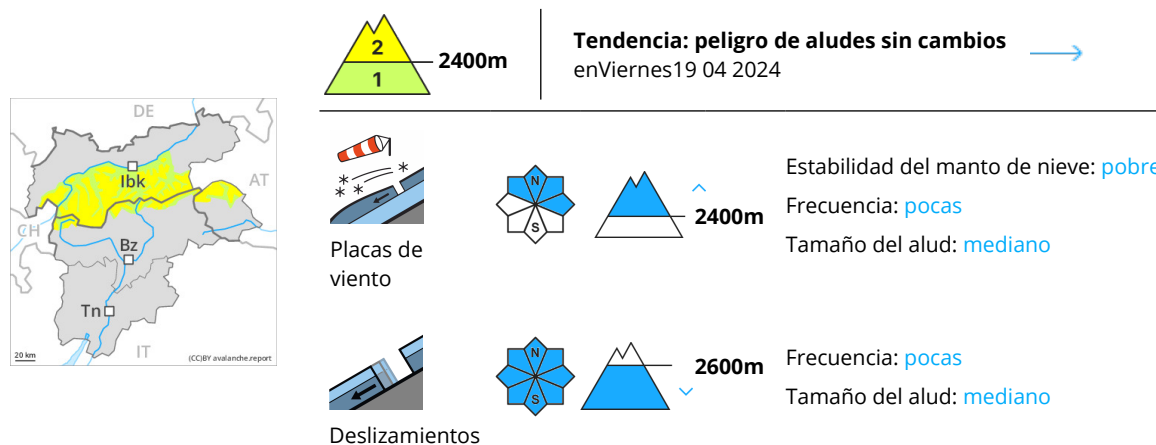 2
1
2400m
Tendencia: peligro de aludes sin cambios
enViernes19 04 2024
DE
Ibk
AT
CH
Bz
Tn
IT
20 km
(CC)BY avalanche.report
Placas de
viento
N
S
2400m
Estabilidad del manto de nieve: pobre
Frecuencia: pocas
Tamaño del alud: mediano
Deslizamientos
N
S
2600m
Frecuencia: pocas
Tamaño del alud: mediano